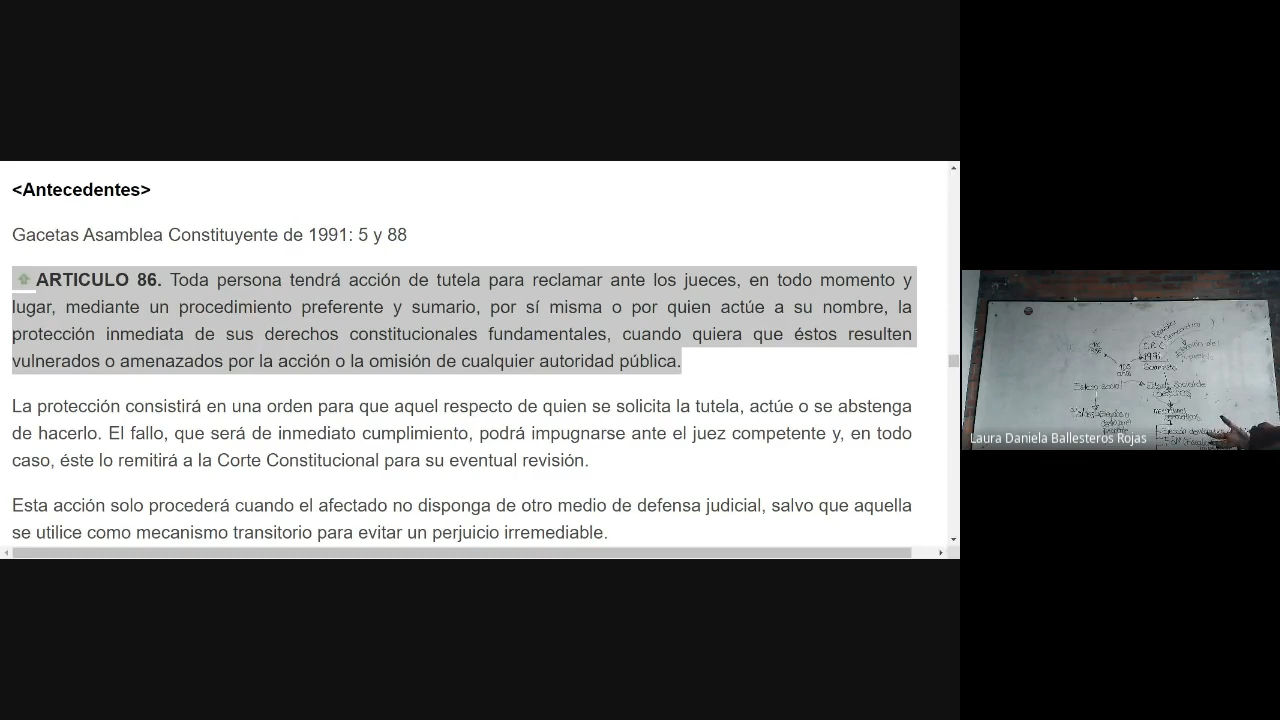 <Antecedentes>
Gacetas Asamblea Constituyente de 1991: 5 y 88
ARTICULO 86. Toda persona tendrá acción de tutela para reclamar ante los jueces, en todo momento y
lugar, mediante un procedimiento preferente y sumario, por sí misma o por quien actúe a su nombre, la
protección inmediata de sus derechos constitucionales fundamentales, cuando quiera que éstos resulten
vulnerados o amenazados por la acción o la omisión de cualquier autoridad pública.
La protección consistirá en una orden para que aquel respecto de quien se solicita la tutela, actúe o se abstenga
de hacerlo. El fallo, que será de inmediato cumplimiento, podrá impugnarse ante el juez competente y, en todo
caso, éste lo remitirá a la Corte Constitucional para su eventual revisión.
Esta acción solo procederá cuando el afectado no disponga de otro medio de defensa judicial, salvo que aquella
se utilice como mecanismo transitorio para evitar un perjuicio irremediable.
1991
Estado social
Estado social de
Laura Daniela Ballesteros Rojas